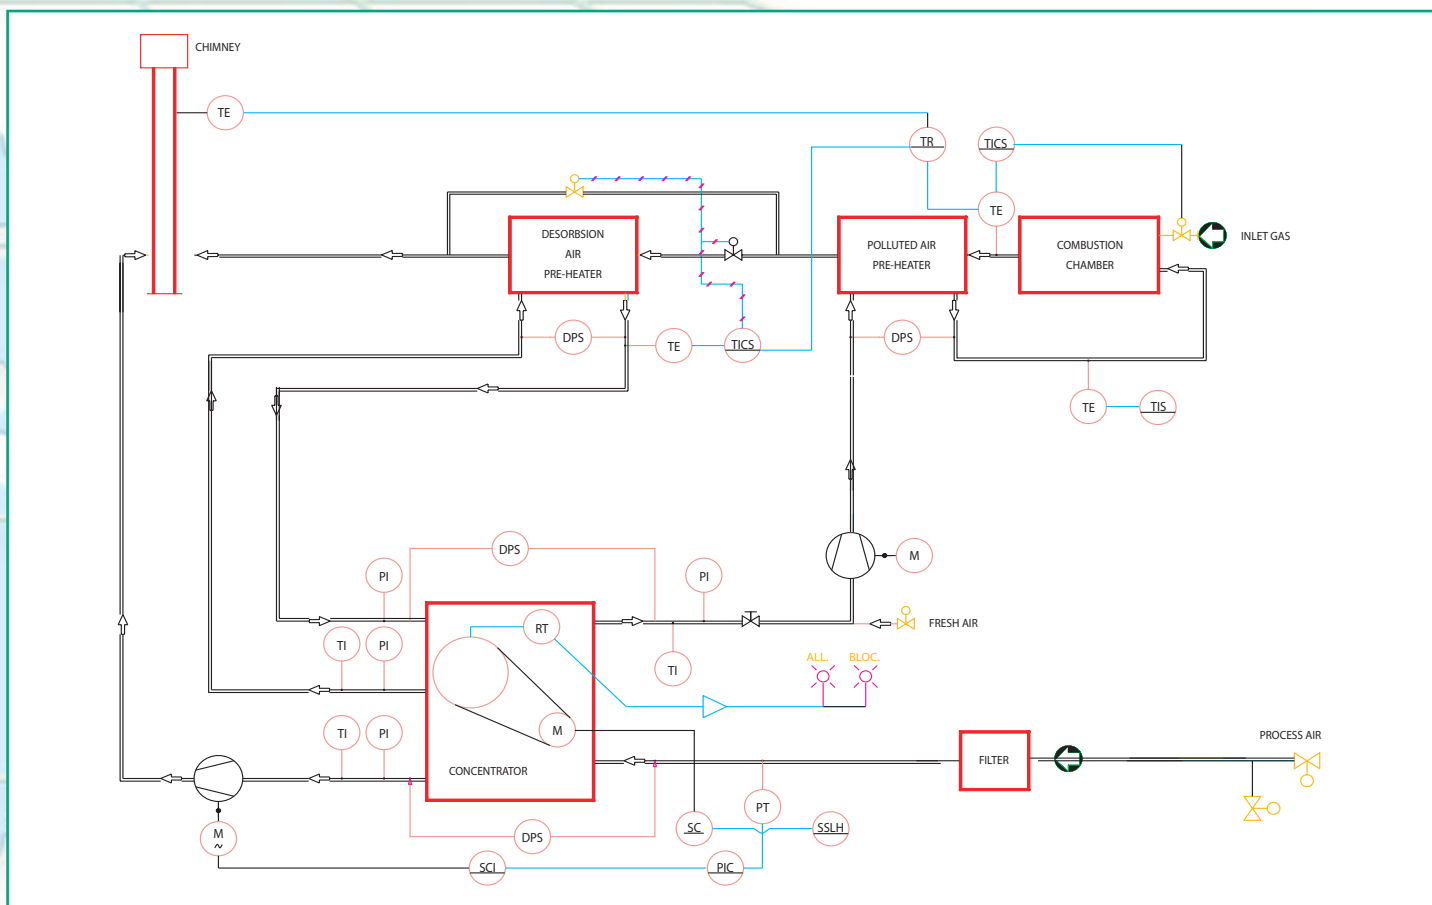 CHIMNEY
TE
TR
TICS
TE
DESORBSION
AIR
PRE-HEATER
POLLUTED AIR
PRE-HEATER
COMBUSTION
CHAMBER
INLET GAS
DPS
TE
TICS
DPS
TE
TIS
DPS
M
PI
PI
FRESH AIR
TI
PI
RT
TI
ALL.
BLOC.
M
TI
PI
CONCENTRATOR
FILTER
PROCESS AIR
M
~
DPS
PT
SC
SSLH
SCI
PIC